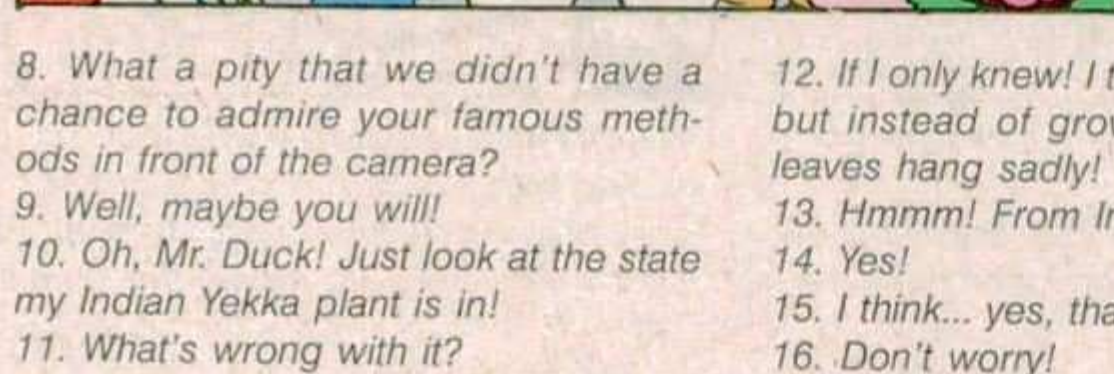 8. What a pity that we didn't have a
chance to admire your famous meth-
ods in front of the camera?
9. Well, maybe you will!
10. Oh, Mr. Duck! Just look at the state
my Indian Yekka plant is in!
11. What's wrong with it?
12. If I only knew! I
but instead of
leaves hang sadly!
13. Hmmm! From
14. Yes!
15. I think... yes,
16. Don't worry!